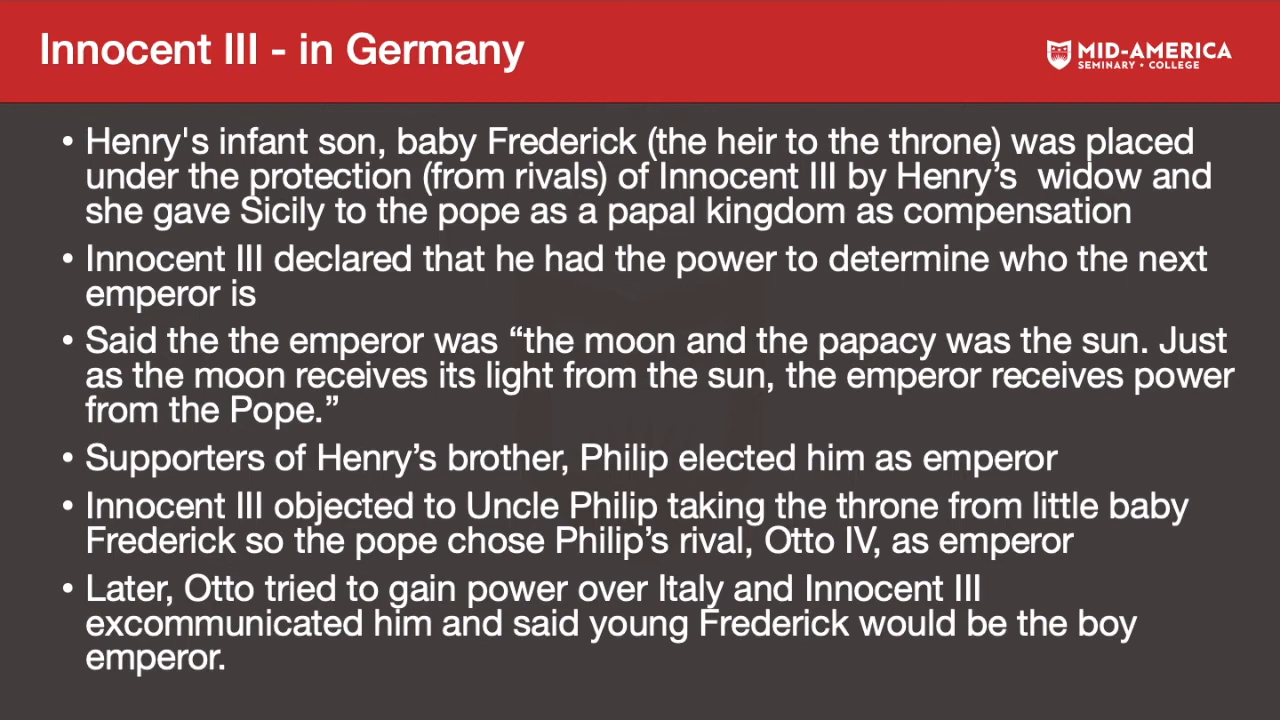 Innocent III - in Germany
MID-AMERICA
SEMINARY • COLLEGE
• Henry's infant son, baby Frederick (the heir to the throne) was placed
under the protection (from rivals) of Innocent III by Henry’s  widow and
she gave Sicily to the pope as a papal kingdom as compensation
• Innocent III declared that he had the power to determine who the next
emperor is
• Said the the emperor was “the moon and the papacy was the sun. Just
as the moon receives its light from the sun, the emperor receives power
from the Pope.”
• Supporters of Henry’s brother, Philip elected him as emperor
• Innocent III objected to Uncle Philip taking the throne from little baby
Frederick so the pope chose Philip’s rival, Otto IV, as emperor
• Later, Otto tried to gain power over Italy and Innocent III
excommunicated him and said young Frederick would be the boy
emperor.